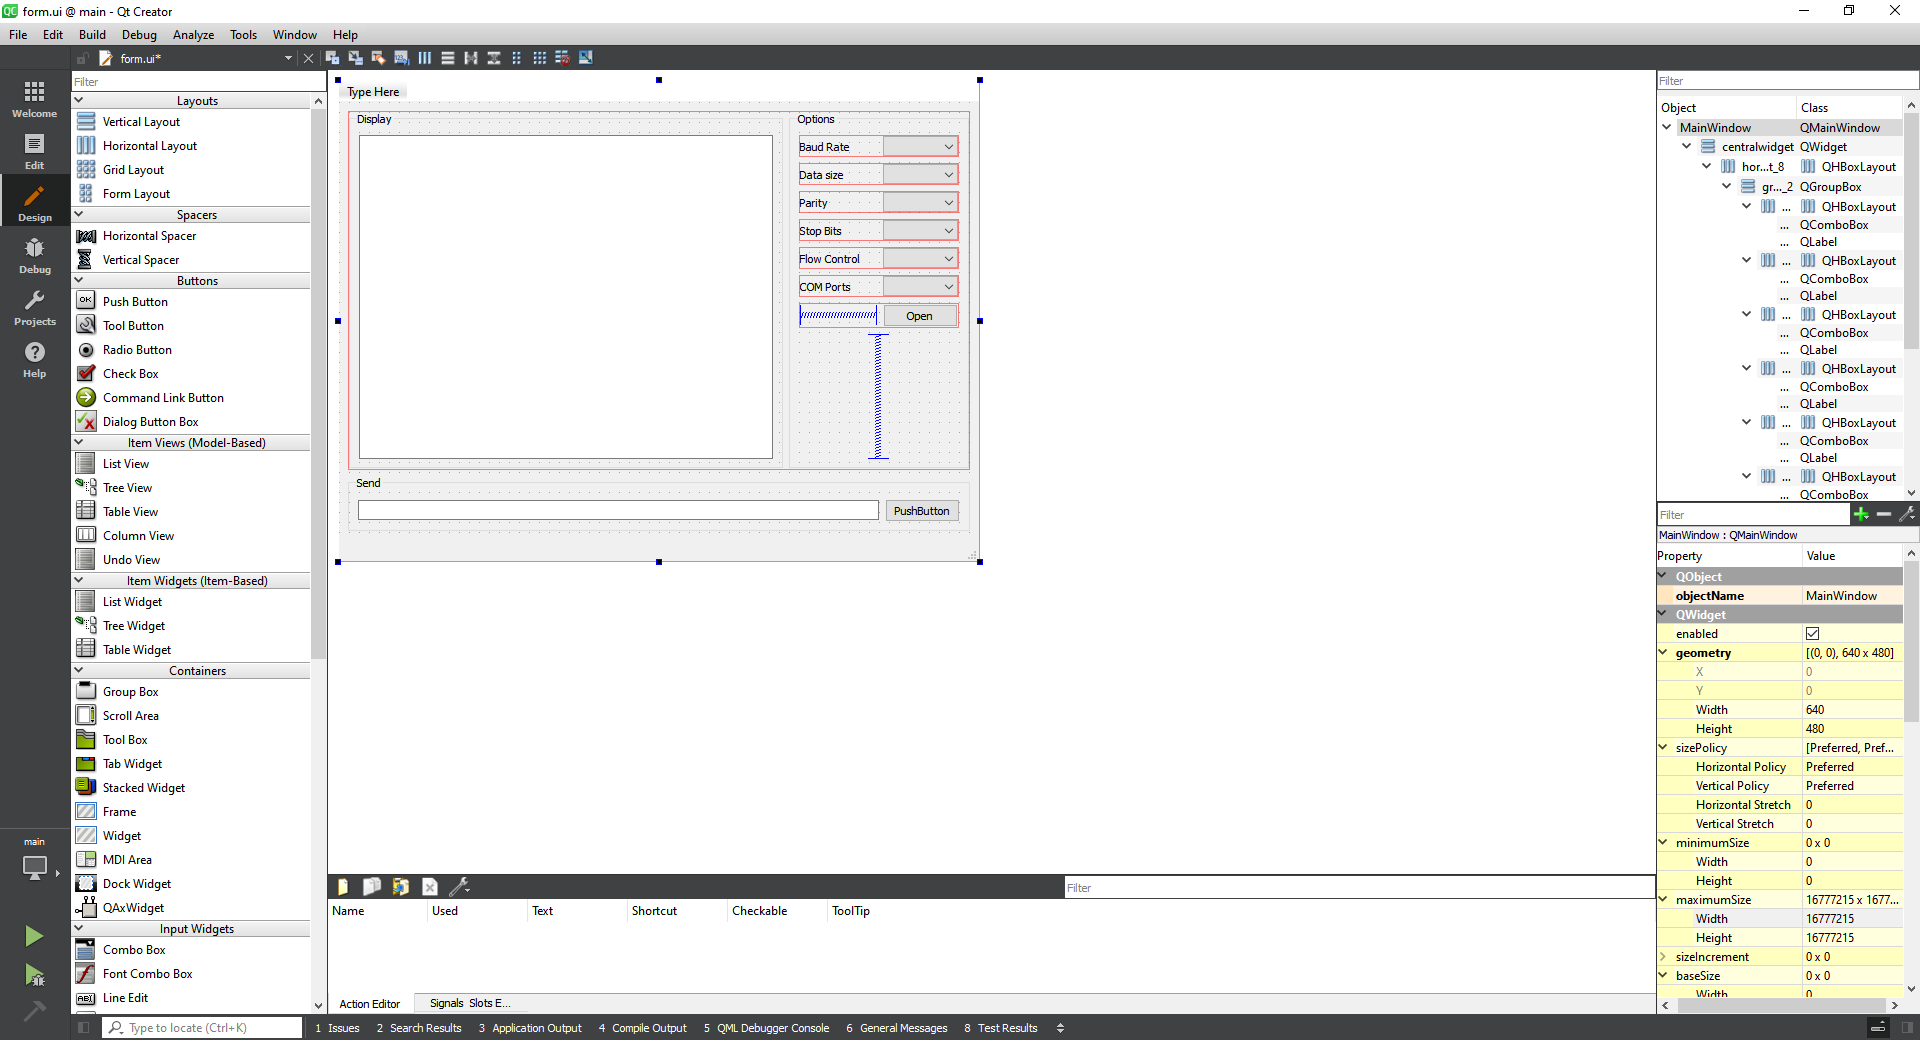 form.ui @ main - Qt Creator
File Edit Build Debug Analyze Tools Window Help
form.ui*
Welcome
Edit
Design
Debug
Projects
Help
main
Filter
Layouts
Vertical Layout
Horizontal Layout
Grid Layout
Form Layout
Spacers
Horizontal Spacer
Vertical Spacer
Buttons
Push Button
Tool Button
Radio Button
Check Box
Command Link Button
Dialog Button Box
Item Views (Model-Based)
List View
Tree View
Table View
Column View
Undo View
Item Widgets (Item-Based)
List Widget
Tree Widget
Table Widget
Containers
Group Box
Scroll Area
Tool Box
Tab Widget
Stacked Widget
Frame
Widget
MDI Area
Dock Widget
QAxWidget
Input Widgets
Combo Box
Font Combo Box
Line Edit
Type Here
Display
Options
Baud Rate
Data size
Parity
Stop Bits
Flow Control
COM Ports
Open
Send
PushButton
Filter
Name Used Text Shortcut Checkable ToolTip
Action Editor Signals Slots E...
Filter
Object Class
MainWindow QMainWindow
centralwidget QWidget
hor...t_8 QHBoxLayout
gr..._2 QGroupBox
... QHBoxLayout
... QComboBox
... QLabel
... QHBoxLayout
... QComboBox
... QLabel
... QHBoxLayout
... QComboBox
... QLabel
... QHBoxLayout
... QComboBox
... QLabel
... QHBoxLayout
... QComboBox
... QLabel
... QHBoxLayout
... QComboBox
Filter
MainWindow : QMainWindow
Property Value
QObject
objectName MainWindow
QWidget
enabled
geometry [(0, 0), 640 x 480]
X 0
Y 0
Width 640
Height 480
sizePolicy [Preferred, Pref...
Horizontal Policy Preferred
Vertical Policy Preferred
Horizontal Stretch 0
Vertical Stretch 0
minimumSize 0 x 0
Width 0
Height 0
maximumSize 16777215 x 1677...
Width 16777215
Height 16777215
sizeIncrement 0 x 0
baseSize 0 x 0
Width 0
Type to locate (Ctrl+K) 1 Issues 2 Search Results 3 Application Output 4 Compile Output 5 QML Debugger Console 6 General Messages 8 Test Results